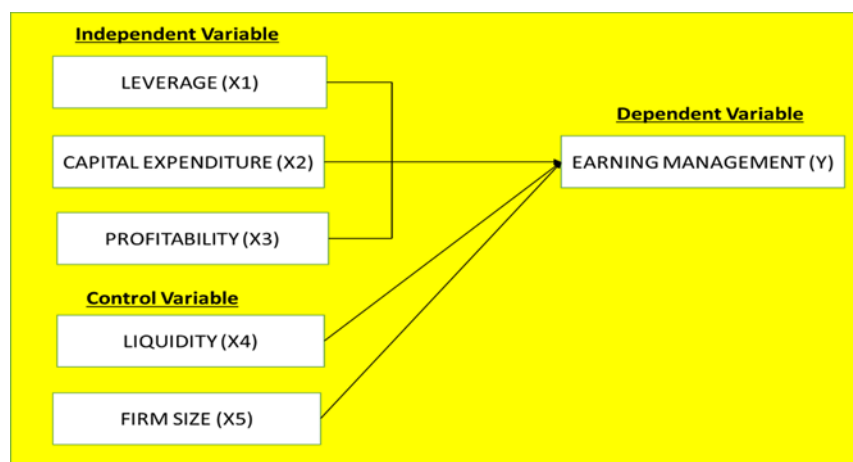 Independent Variable
LEVERAGE (X1)
CAPITAL EXPENDITURE (X2)
PROFITABILITY (X3)
Control Variable
LIQUIDITY (X4)
FIRM SIZE (X5)
Dependent Variable
EARNING MANAGEMENT (Y)